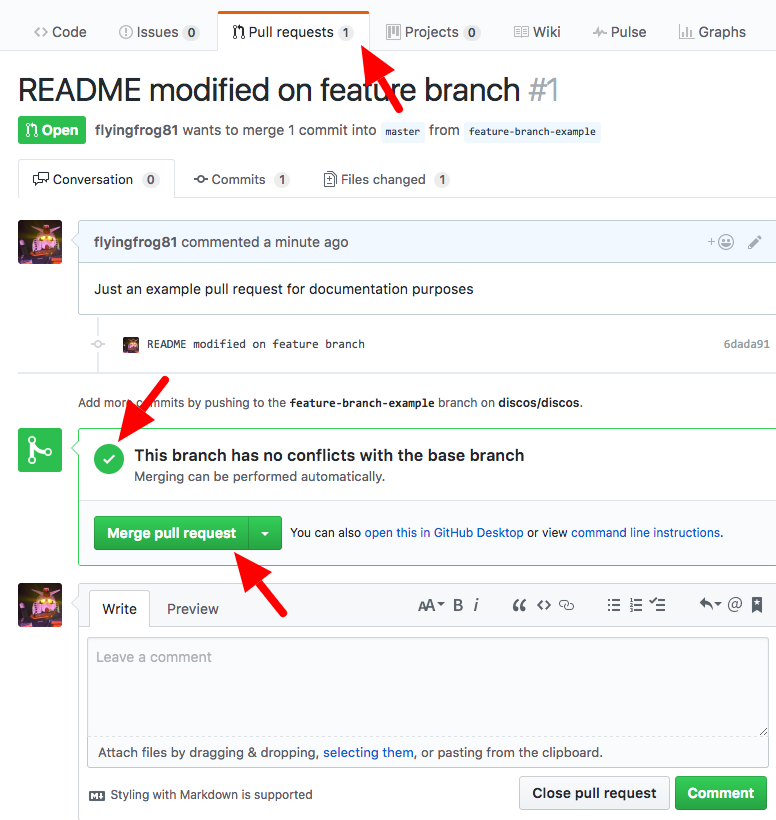 Code Issues 0 Pull requests 1 Projects 0 Wiki Pulse Graphs
README modified on feature branch #1
Open flyingfrog81 wants to merge 1 commit into master from feature-branch-example
Conversation 0 Commits 1 Files changed 1
flyingfrog81 commented a minute ago
Just an example pull request for documentation purposes
README modified on feature branch 6dada91
Add more commits by pushing to the feature-branch-example branch on discos/discos.
This branch has no conflicts with the base branch
Merging can be performed automatically.
Merge pull request You can also open this in GitHub Desktop or view command line instructions.
Write Preview AA B i
Leave a comment
Attach files by dragging & dropping, selecting them, or pasting from the clipboard.
Styling with Markdown is supported Close pull request Comment